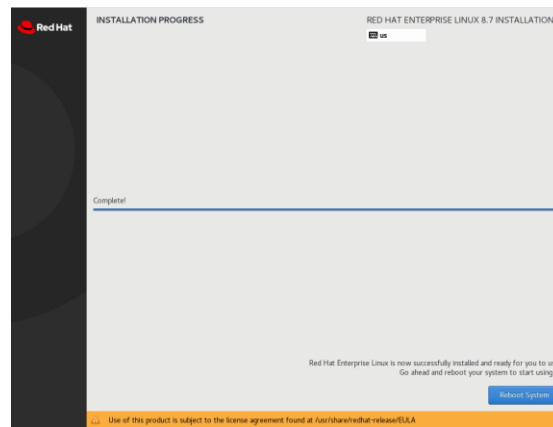 Red Hat
INSTALLATION PROGRESS
RED HAT ENTERPRISE LINUX 8.7 INSTALLATION
us
Complete!
Red Hat Enterprise Linux is now successfully installed and ready for you to u
Go ahead and reboot your system to start using
Reboot System
Use of this product is subject to the license agreement found at /usr/share/redhat-release/EULA